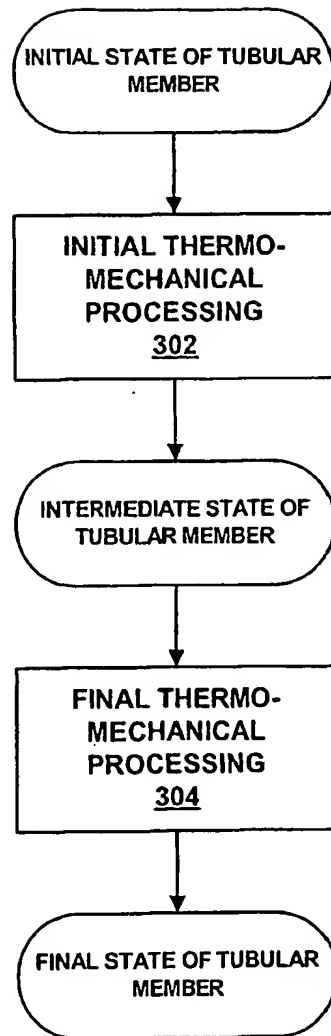 INITIAL STATE OF TUBULAR
MEMBER
INITIAL THERMO-
MECHANICAL
PROCESSING
302
INTERMEDIATE STATE OF
TUBULAR MEMBER
FINAL THERMO-
MECHANICAL
PROCESSING
304
FINAL STATE OF TUBULAR
MEMBER